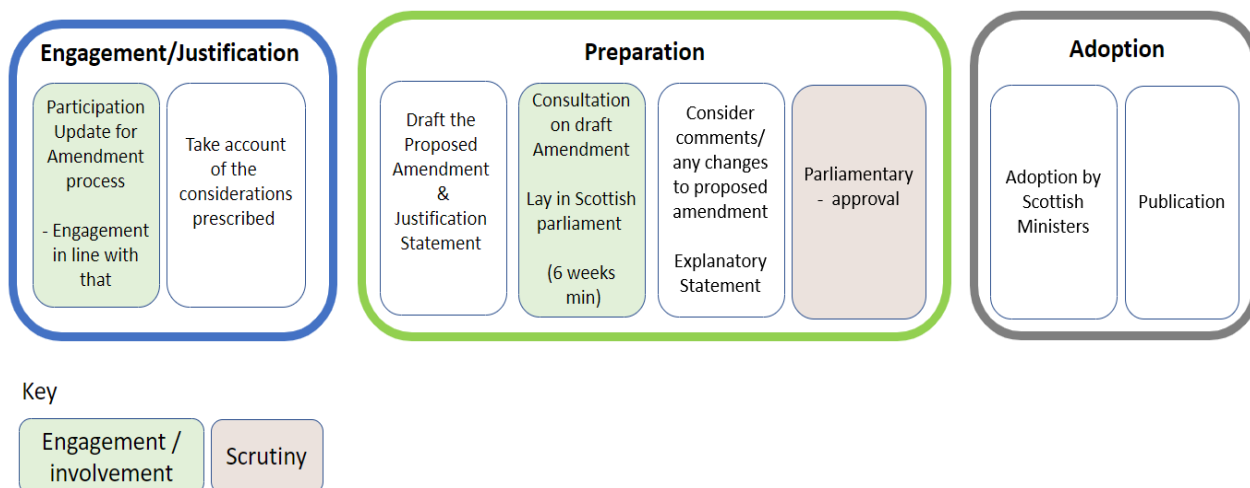 Engagement/Justification
Participation
Update for
Amendment
process
- Engagement
in line with
that
Take account
of the
considerations
prescribed
Preparation
Draft the
Proposed
Amendment
&
Justification
Statement
Consultation
on draft
Amendment
Lay in Scottish
parliament
(6 weeks
min)
Consider
comments/
any changes
to proposed
amendment
Explanatory
Statement
Parliamentary
- approval
Adoption
Adoption by
Scottish
Ministers
Publication
Key
Engagement /
involvement
Scrutiny